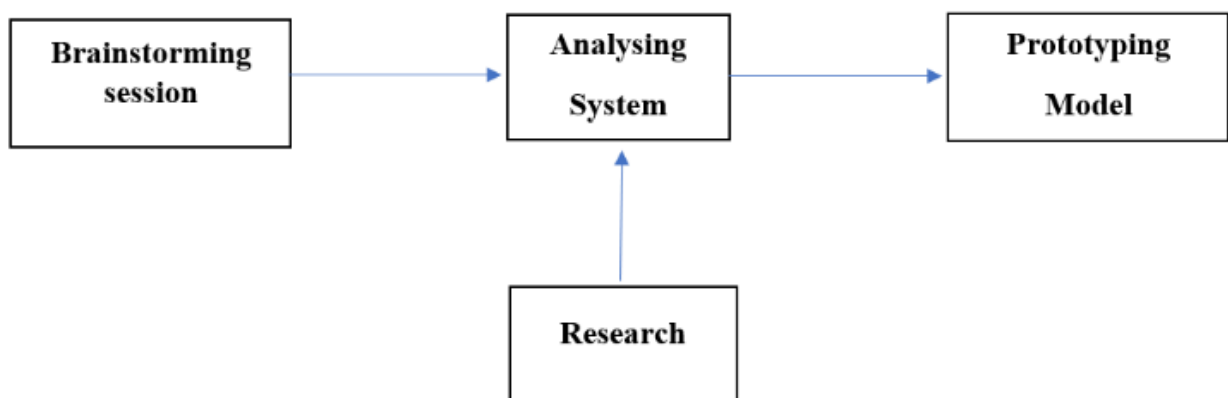 Brainstorming
session
Analysing
System
Prototyping
Model
Research